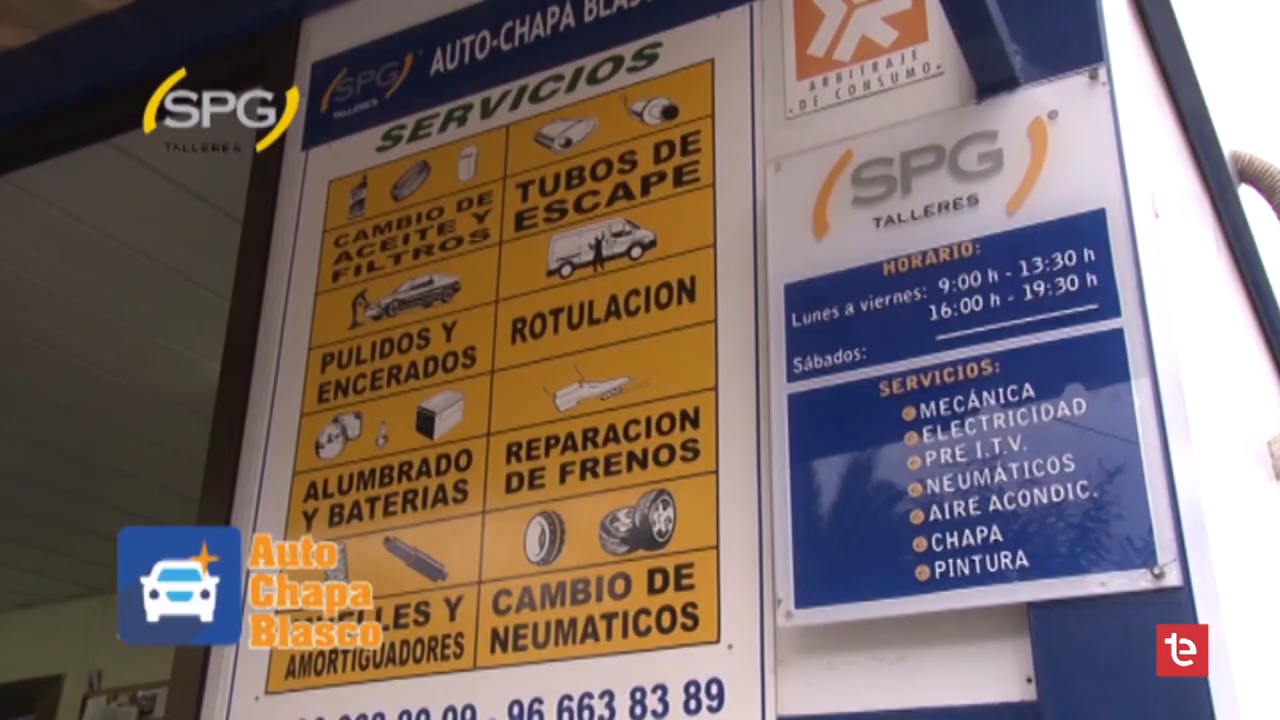 SPG
TALLERES
SPG
TALLERES
AUTO-CHAPA
SERVICIOS
CAMBIO DE
ACEITE Y
FILTROS
TUBOS DE
ESCAPE
PULIDOS Y
ENCERADOS
ROTULACION
ALUMBRADO
Y BATERIAS
REPARACION
DE FRENOS
Y
AMORTIGUADORES
CAMBIO DE
NEUMATICOS
96 663 83 89
ARBITRAJE
DE CONSUMO
SPG
TALLERES
HORARIO:
Lunes a viernes: 9:00 h - 13:30 h
16:00 h - 19:30 h
Sábados:
SERVICIOS:
MECÁNICA
ELECTRICIDAD
PRE I.T.V.
NEUMÁTICOS
AIRE ACONDIC.
CHAPA
PINTURA
Auto
Chapa
Blasco
te